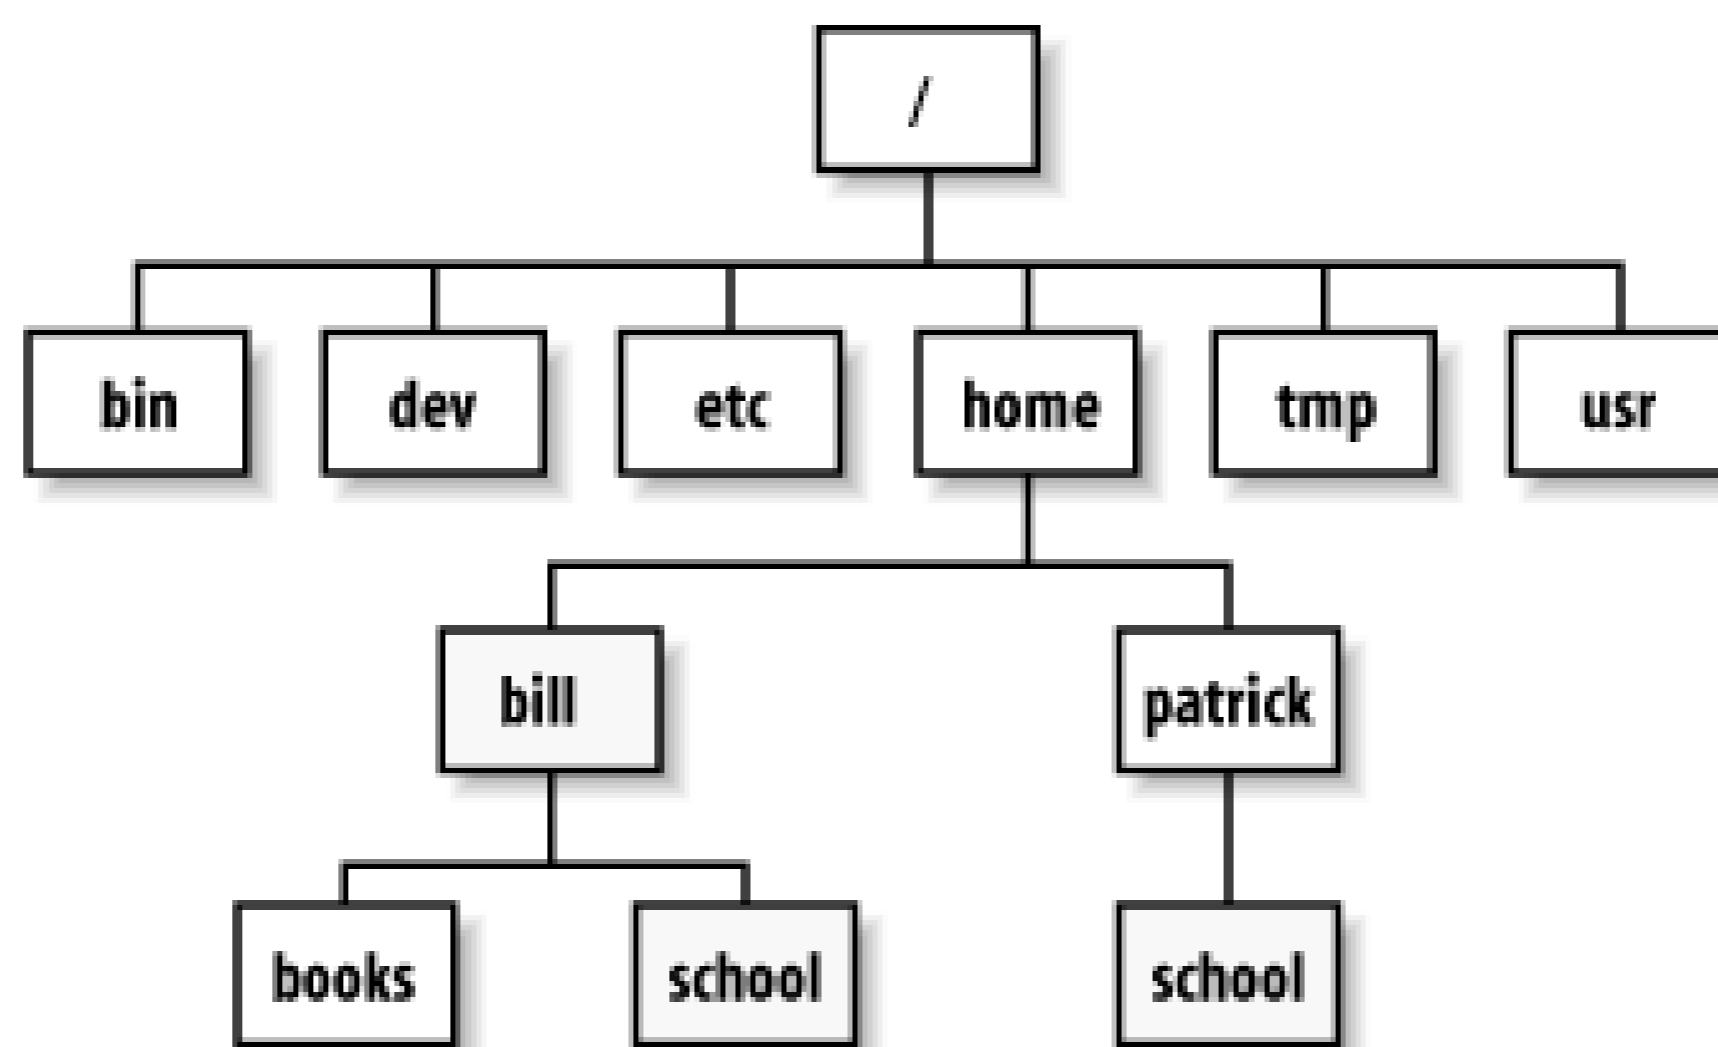 /
bin dev etc home tmp usr
bill patrick
books school school